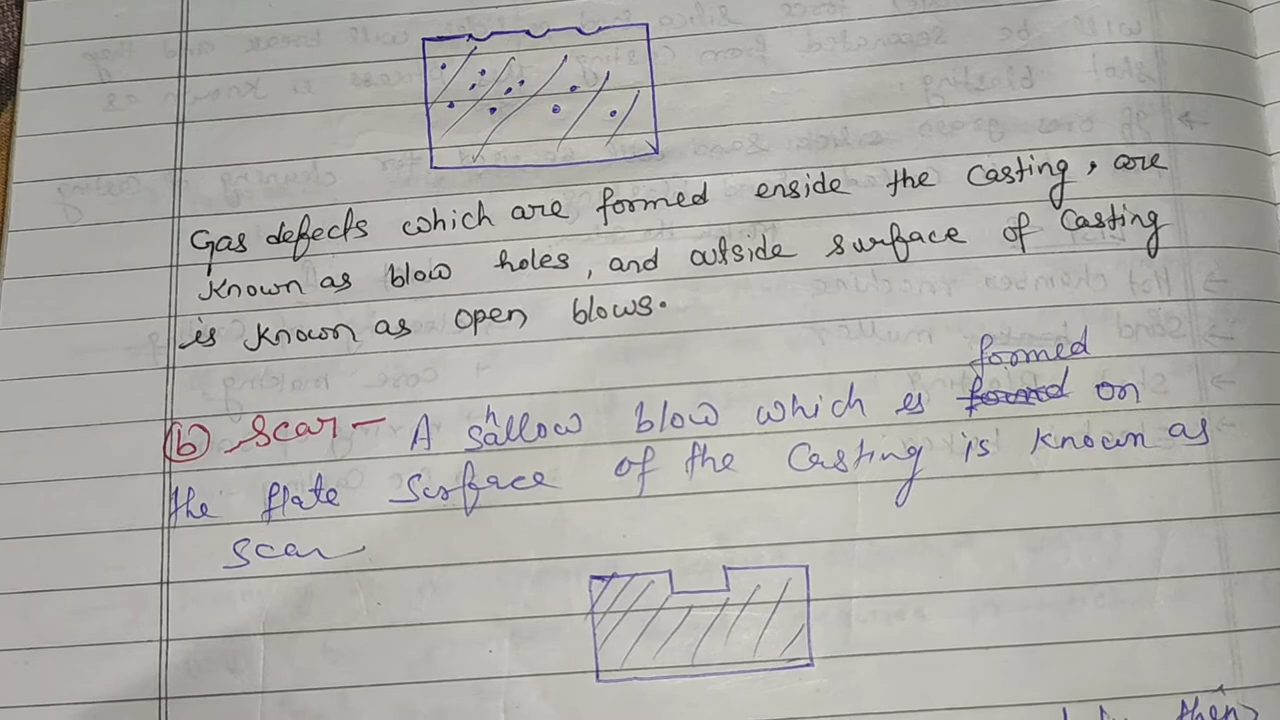 Gas defects which are formed enside the casting, are
known as blow holes, and outside surface of Casting
is known as open blows.
formed
(b) Scar - A shallow blow which is on
the flate Surface of the Casting is known as
Scar
then